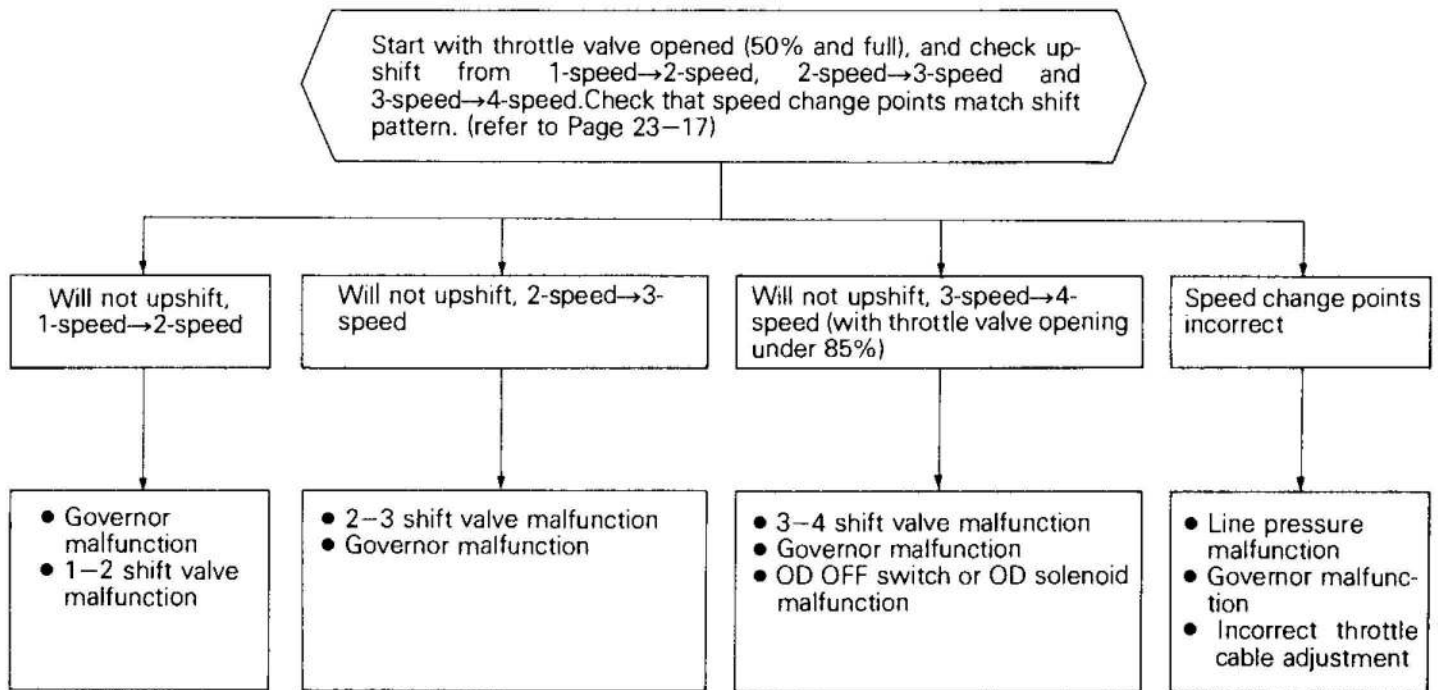 Start with throttle valve opened (50% and full), and check up-
shift from 1-speed→2-speed, 2-speed→3-speed and
3-speed→4-speed.Check that speed change points match shift
pattern. (refer to Page 23–17)
Will not upshift,
1-speed→2-speed
Will not upshift, 2-speed→3-
speed
Will not upshift, 3-speed→4-
speed (with throttle valve opening
under 85%)
Speed change points
incorrect
● Governor
malfunction
● 1–2 shift valve
malfunction
● 2–3 shift valve malfunction
● Governor malfunction
● 3–4 shift valve malfunction
● Governor malfunction
● OD OFF switch or OD solenoid
malfunction
● Line pressure
malfunction
● Governor malfunc-
tion
● Incorrect throttle
cable adjustment